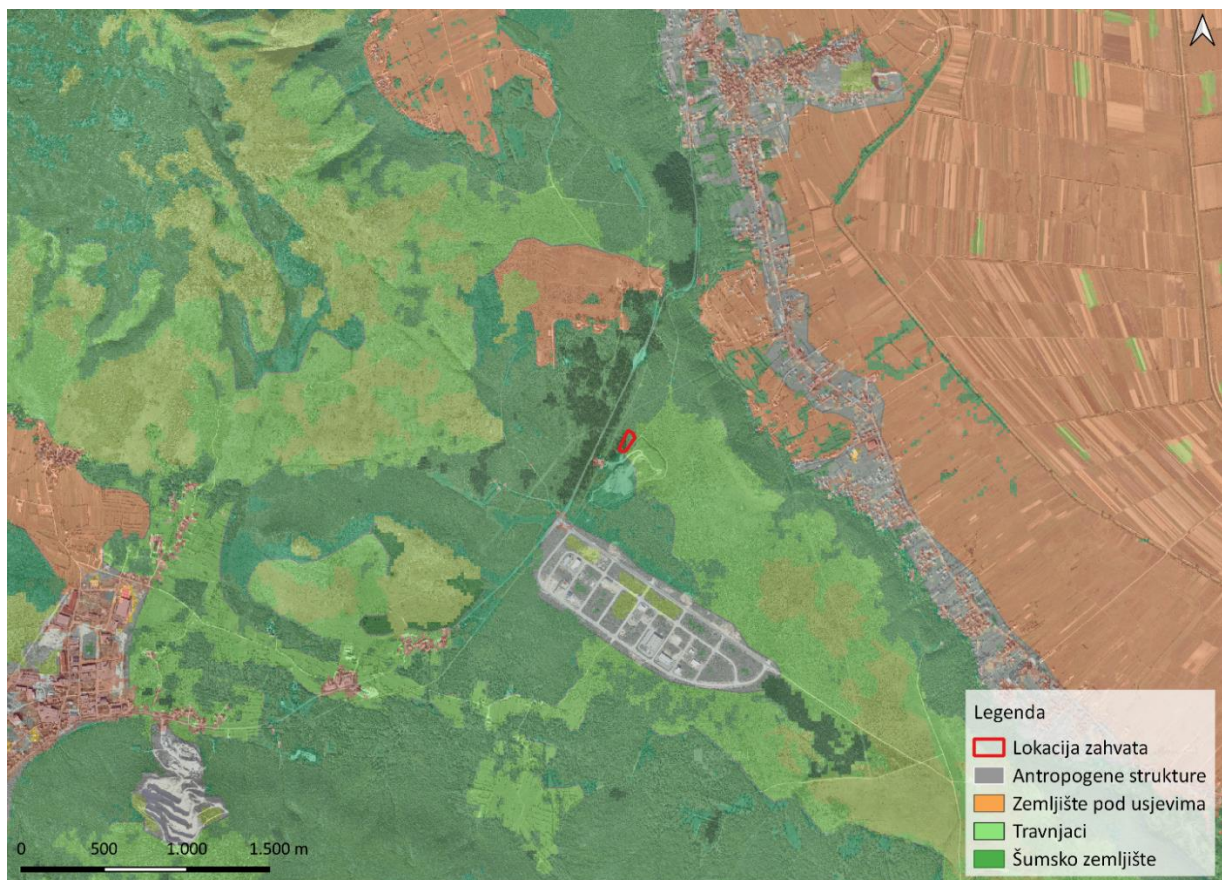 Legenda
Lokacija zahvata
Antropogene strukture
Zemljište pod usjevima
Travnjaci
Šumsko zemljište
0 500 1.000 1.500 m